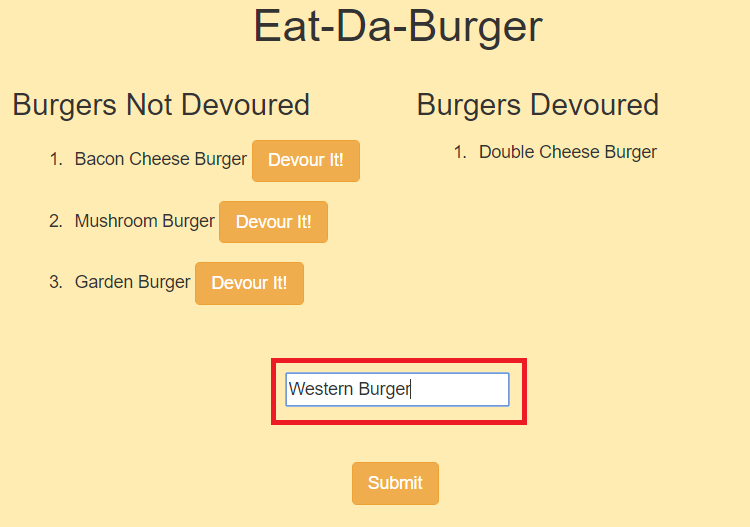 Eat-Da-Burger
Burgers Not Devoured
1. Bacon Cheese Burger Devour It!
2. Mushroom Burger Devour It!
3. Garden Burger Devour It!
Burgers Devoured
1. Double Cheese Burger
Western Burger
Submit